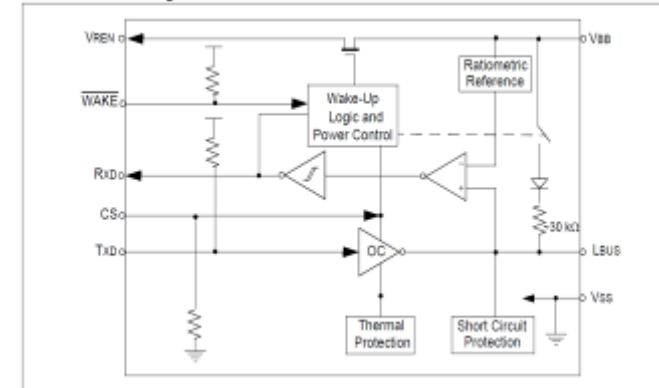 VREN
VBB
Ratiometric
Reference
WAKE
Wake-Up
Logic and
Power Control
RXD
CS
~30 kΩ
TXD
OC
LBUS
VSS
Thermal
Protection
Short Circuit
Protection